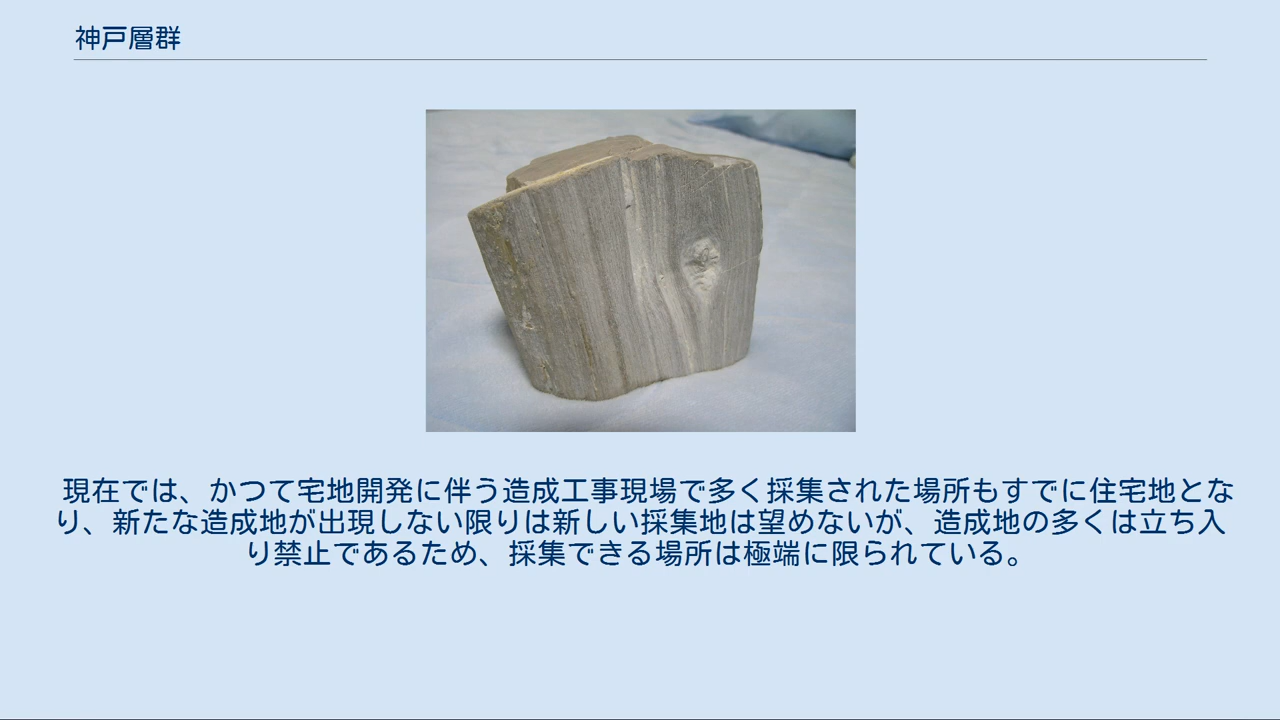 神戸層群
現在では、かつて宅地開発に伴う造成工事現場で多く採集された場所もすでに住宅地とな
り、新たな造成地が出現しない限りは新しい採集地は望めないが、造成地の多くは立ち入
り禁止であるため、採集できる場所は極端に限られている。